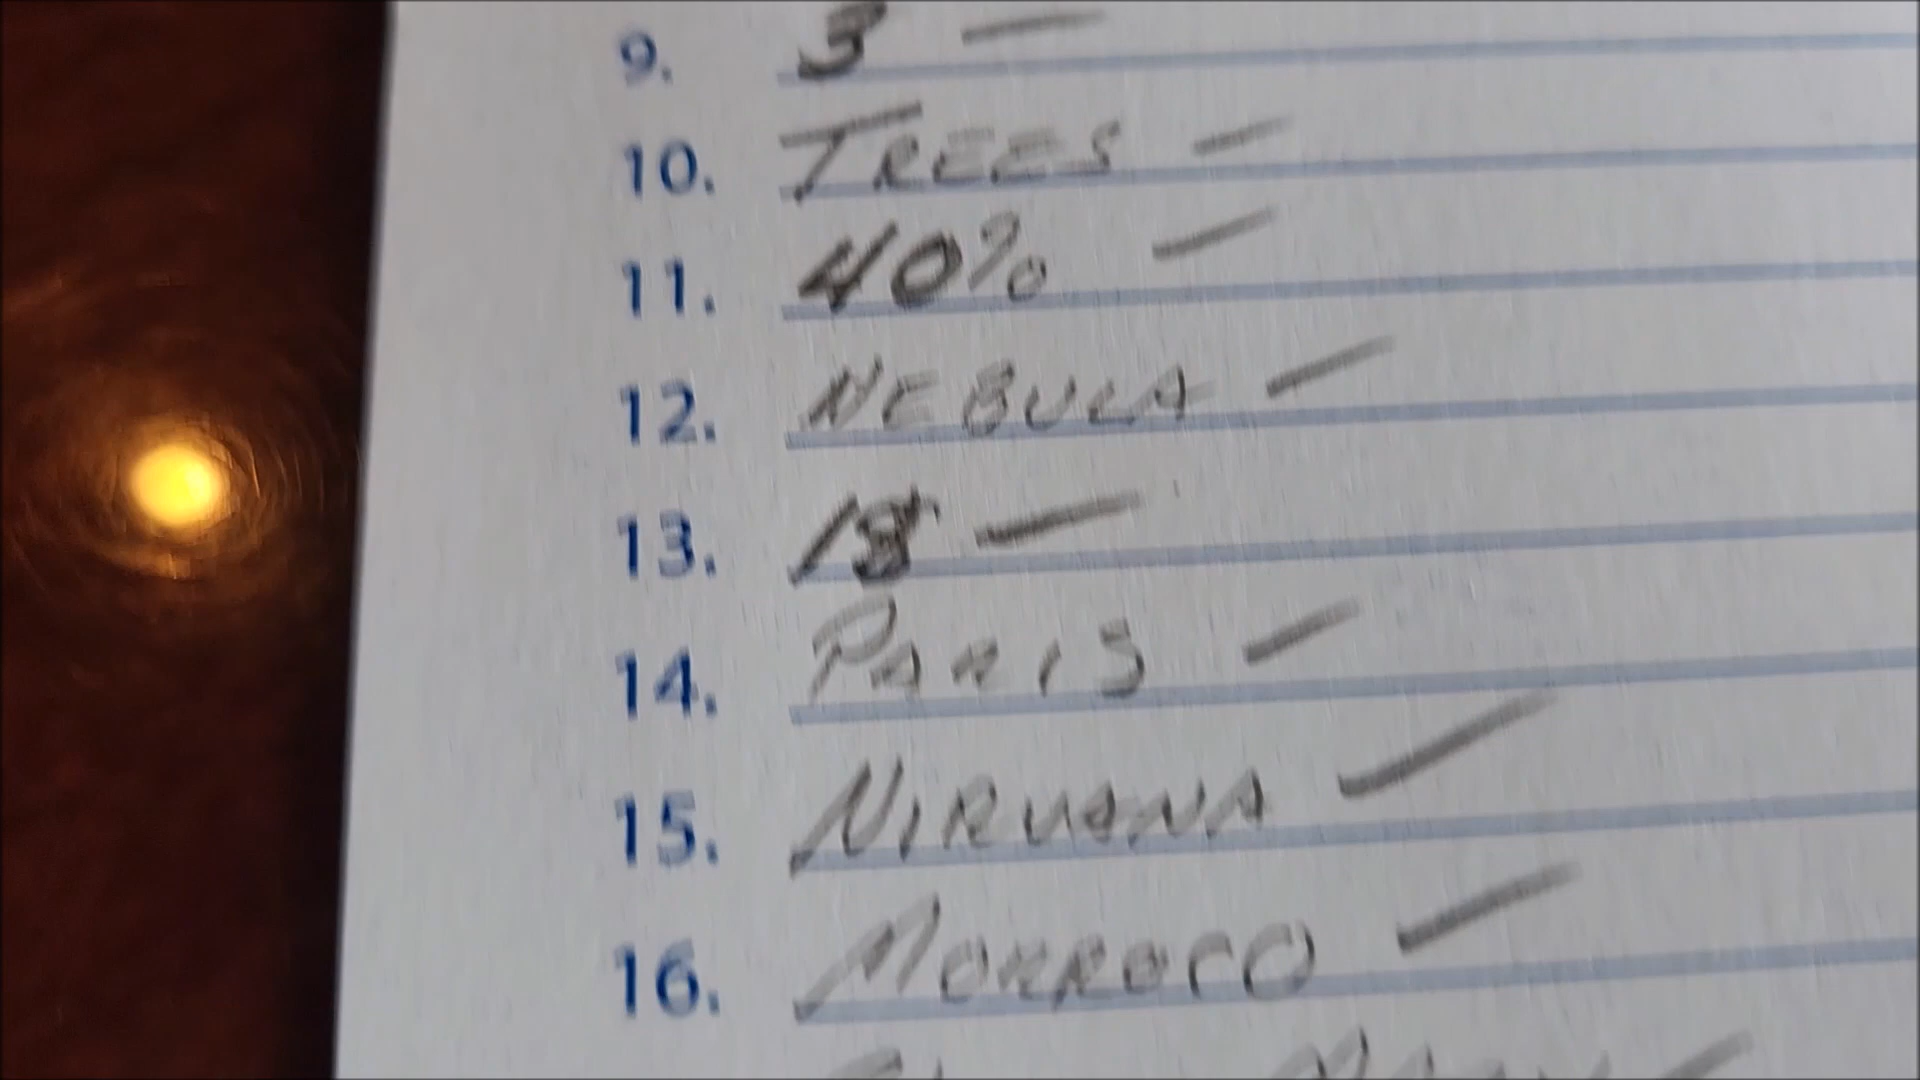 9. 3 —
10. TREES —
11. 40% —
12. NEBULA —
13. 18 —
14. PARIS —
15. NIRVANA —
16. MORROCO —